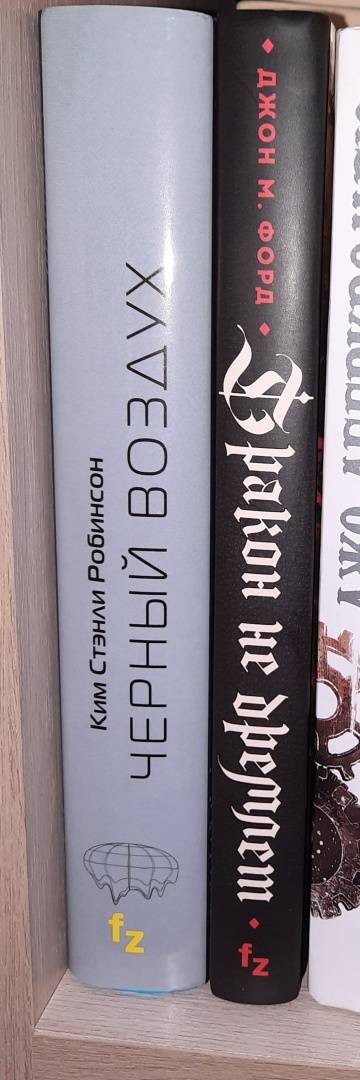 Ким Стэнли Робинсон
ЧЕРНЫЙ ВОЗДУХ
fz
ДЖОН М. ФОРД
Дракон не дремлет
fz